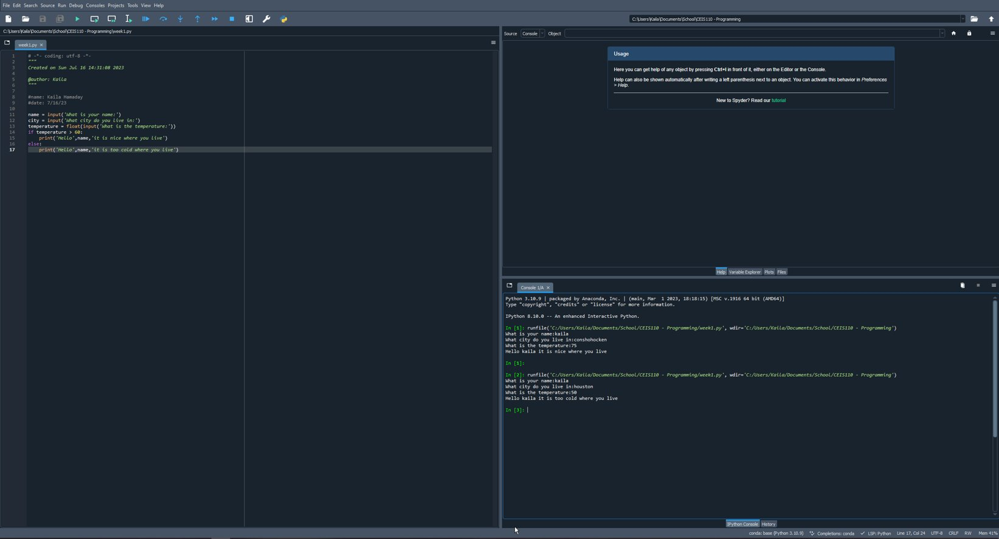 File Edit Search Source Run Debug Consoles Projects Tools View Help
C:\Users\Kaila\Documents\School\CEIS110 - Programming
C:\Users\Kaila\Documents\School\CEIS110 - Programming\week1.py
week1.py
1 # -*- coding: utf-8 -*-
2 """
3 Created on Sun Jul 16 14:31:08 2023
4
5 @author: Kaila
6 """
7
8 #name: Kaila Hamaday
9 #date: 7/16/23
10
11 name = input('What is your name:')
12 city = input('What city do you live in:')
13 temperature = float(input('What is the temperature:'))
14 if temperature > 60:
15     print('Hello',name,'it is nice where you live')
16 else:
17     print('Hello',name,'it is too cold where you live')
Source Console Object
Usage
Here you can get help of any object by pressing Ctrl+I in front of it, either on the Editor or the Console.
Help can also be shown automatically after writing a left parenthesis next to an object. You can activate this behavior in Preferences
> Help.
New to Spyder? Read our tutorial
Help Variable Explorer Plots Files
Console 1/A
Python 3.10.9 | packaged by Anaconda, Inc. | (main, Mar  1 2023, 18:18:15) [MSC v.1916 64 bit (AMD64)]
Type "copyright", "credits" or "license" for more information.
IPython 8.10.0 -- An enhanced Interactive Python.
In [1]: runfile('C:/Users/Kaila/Documents/School/CEIS110 - Programming/week1.py', wdir='C:/Users/Kaila/Documents/School/CEIS110 - Programming')
What is your name:kaila
What city do you live in:conshohocken
What is the temperature:75
Hello kaila it is nice where you live
In [1]:
In [2]: runfile('C:/Users/Kaila/Documents/School/CEIS110 - Programming/week1.py', wdir='C:/Users/Kaila/Documents/School/CEIS110 - Programming')
What is your name:kaila
What city do you live in:houston
What is the temperature:50
Hello kaila it is too cold where you live
In [3]:
IPython Console History
conda: base (Python 3.10.9) Completions: conda LSP: Python Line 17, Col 24 UTF-8 CRLF RW Mem 41%